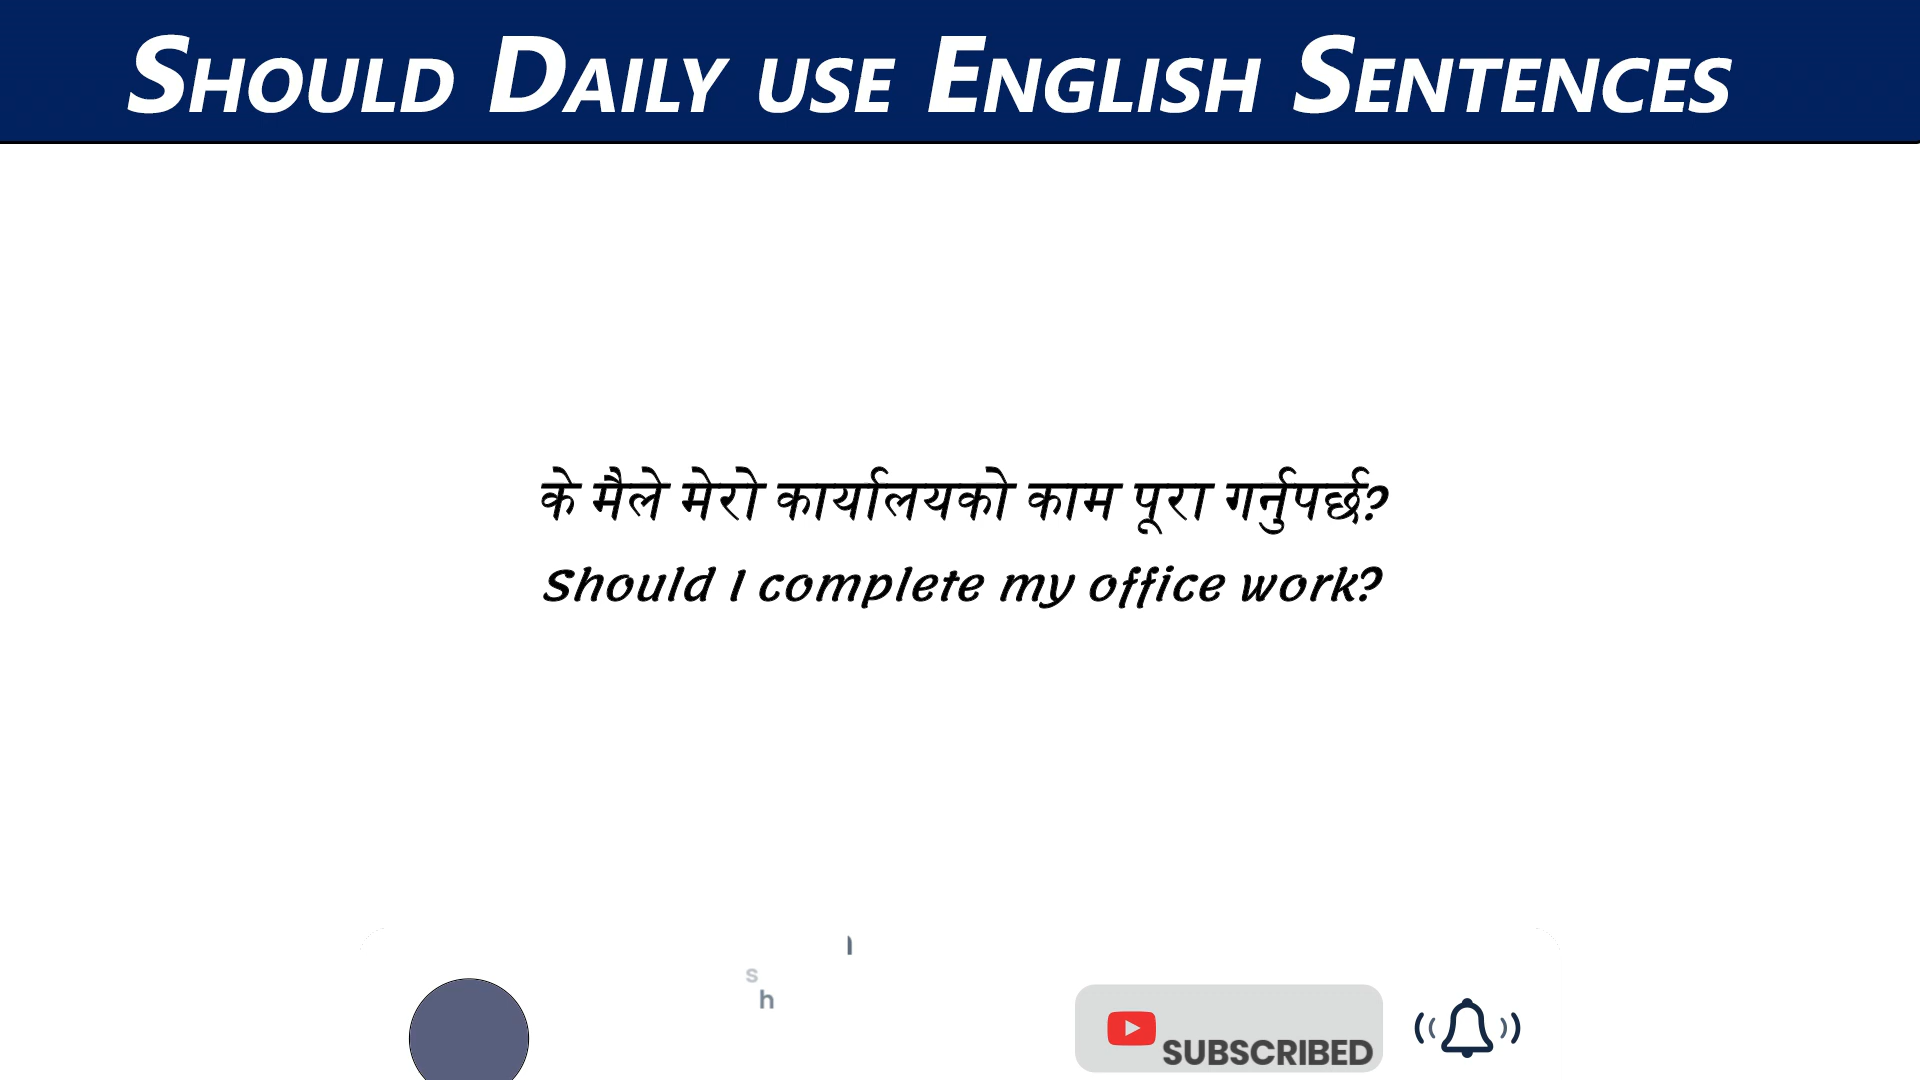 Should Daily use English Sentences
के मैले मेरो कार्यालयको काम पूरा गर्नुपर्छ?
Should I complete my office work?
SUBSCRIBED